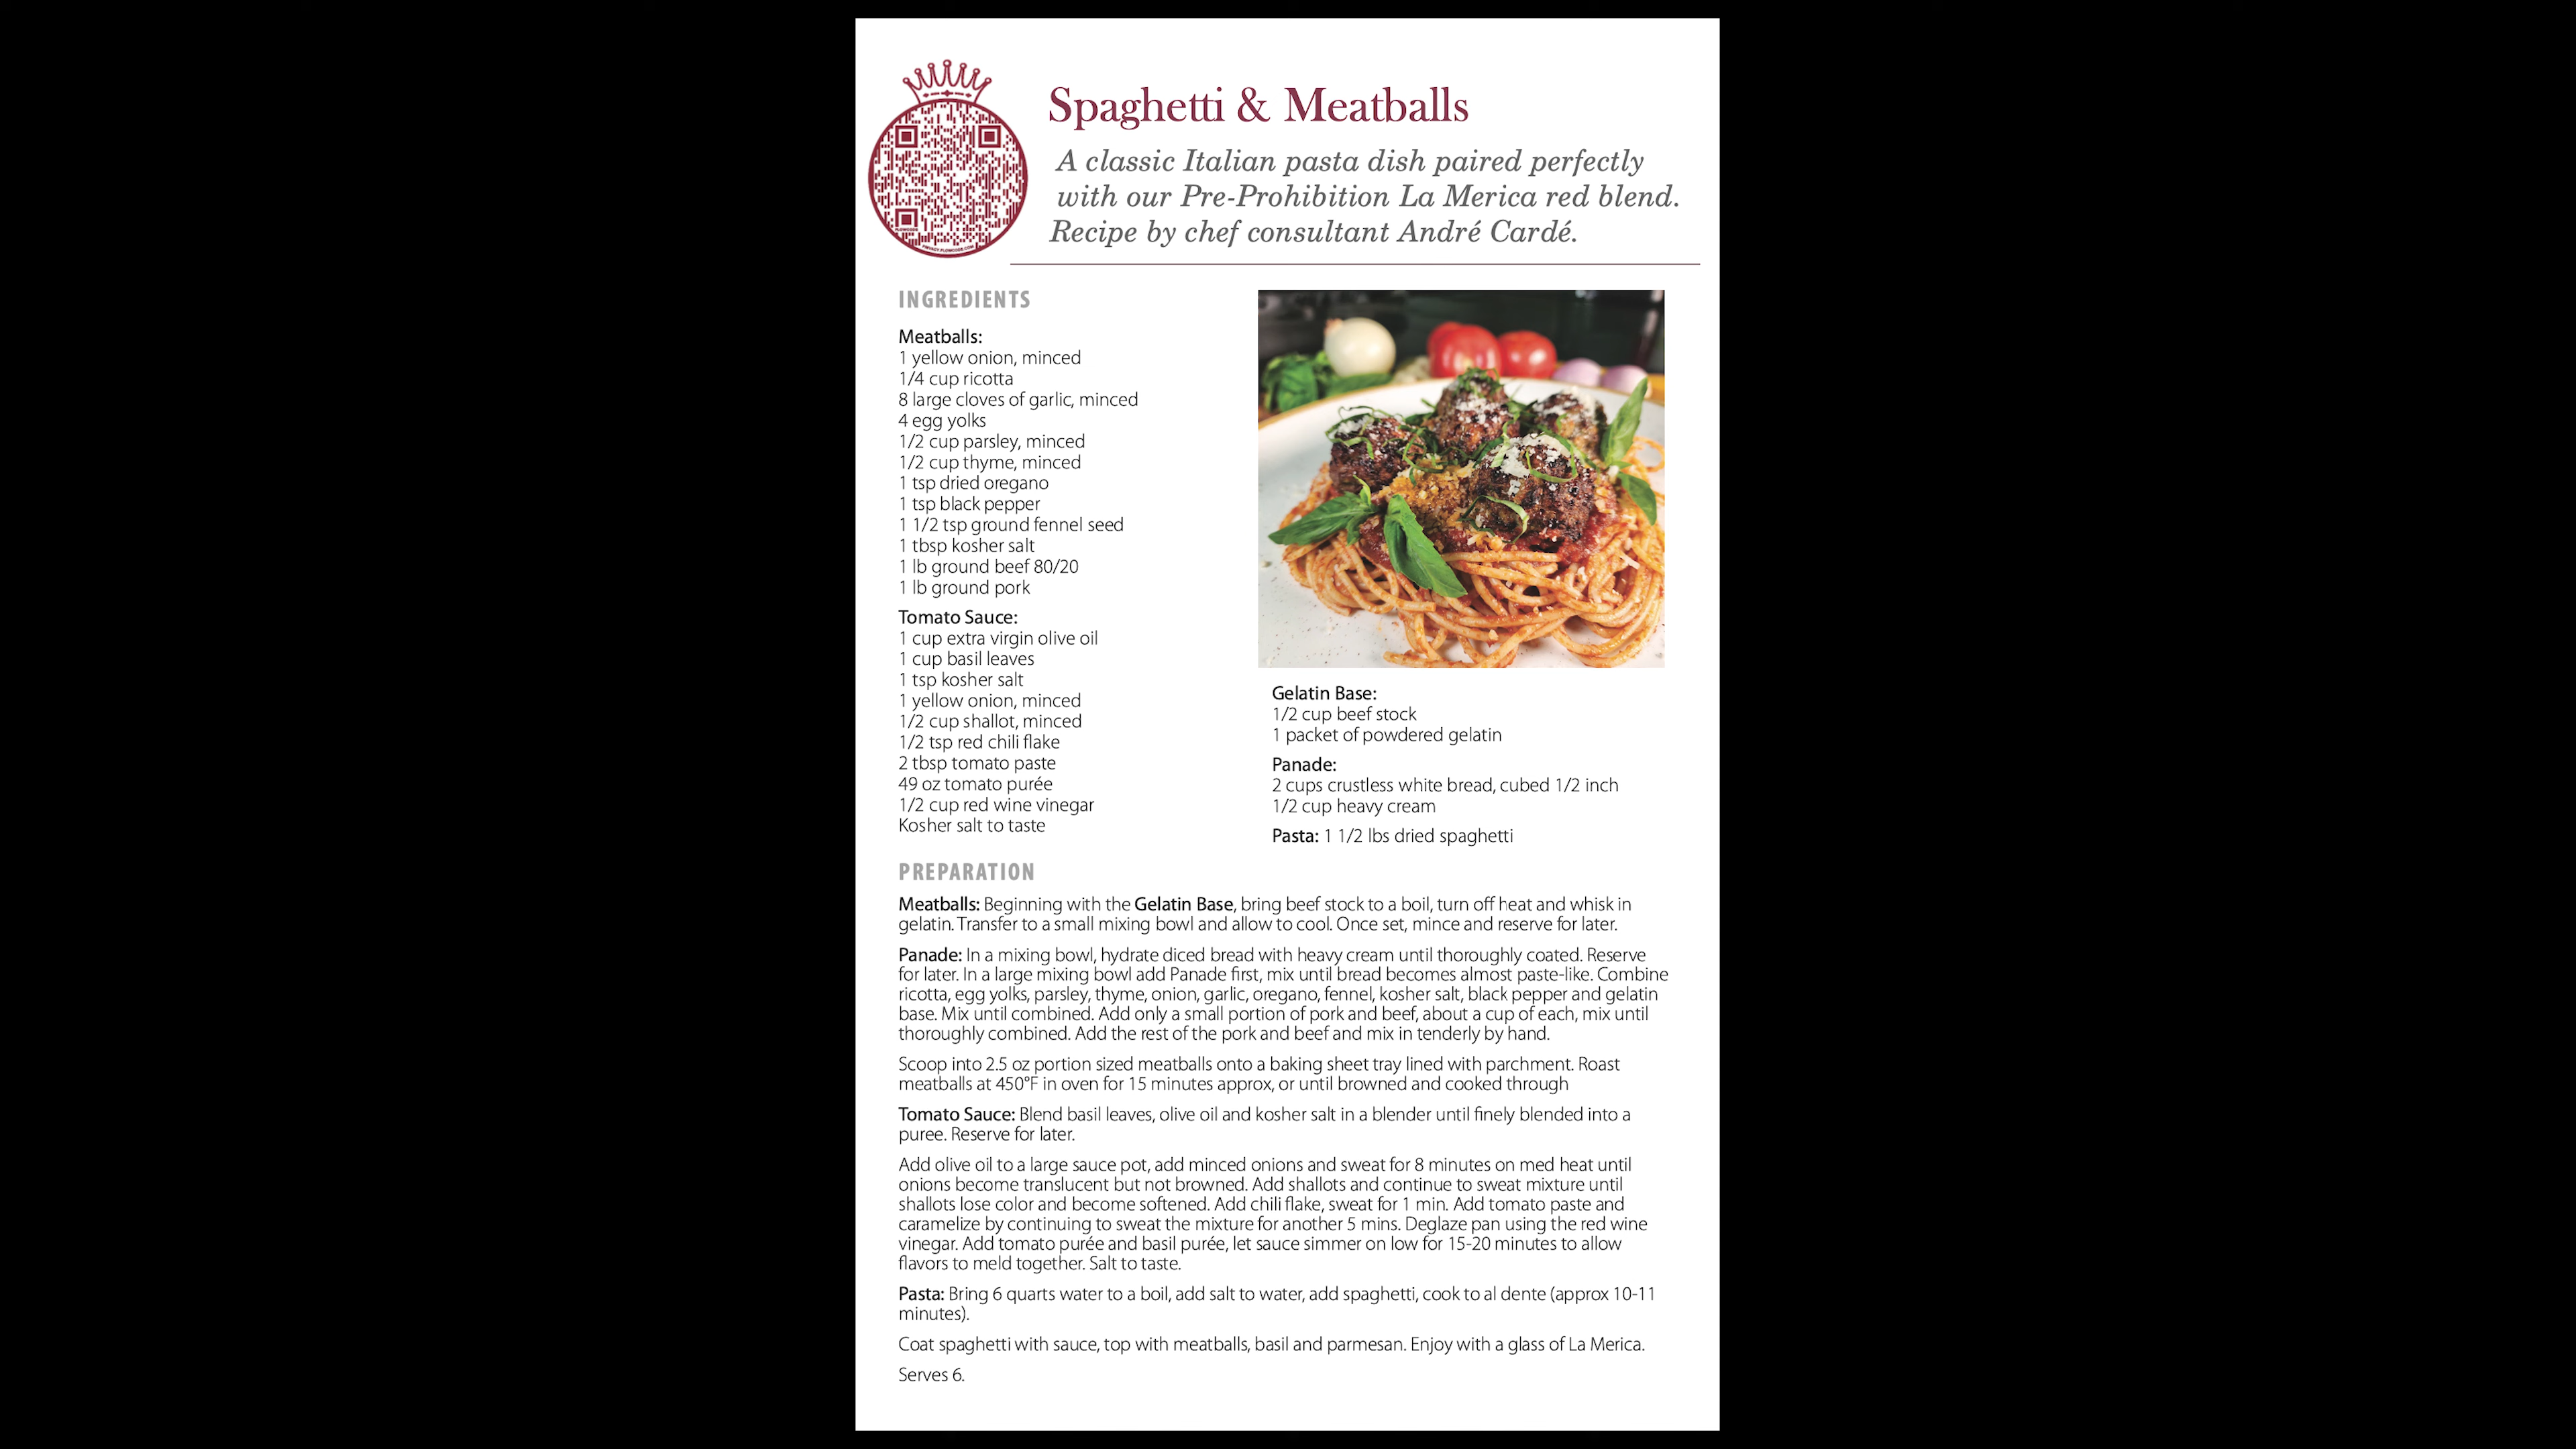 Spaghetti & Meatballs
A classic Italian pasta dish paired perfectly
with our Pre-Prohibition La Merica red blend.
Recipe by chef consultant André Cardé.
INGREDIENTS
Meatballs:
1 yellow onion, minced
1/4 cup ricotta
8 large cloves of garlic, minced
4 egg yolks
1/2 cup parsley, minced
1/2 cup thyme, minced
1 tsp dried oregano
1 tsp black pepper
1 1/2 tsp ground fennel seed
1 tbsp kosher salt
1 lb ground beef 80/20
1 lb ground pork
Tomato Sauce:
1 cup extra virgin olive oil
1 cup basil leaves
1 tsp kosher salt
1 yellow onion, minced
1/2 cup shallot, minced
1/2 tsp red chili flake
2 tbsp tomato paste
49 oz tomato purée
1/2 cup red wine vinegar
Kosher salt to taste
Gelatin Base:
1/2 cup beef stock
1 packet of powdered gelatin
Panade:
2 cups crustless white bread, cubed 1/2 inch
1/2 cup heavy cream
Pasta: 1 1/2 lbs dried spaghetti
PREPARATION
Meatballs: Beginning with the Gelatin Base, bring beef stock to a boil, turn off heat and whisk in
gelatin. Transfer to a small mixing bowl and allow to cool. Once set, mince and reserve for later.
Panade: In a mixing bowl, hydrate diced bread with heavy cream until thoroughly coated. Reserve
for later. In a large mixing bowl add Panade first, mix until bread becomes almost paste-like. Combine
ricotta, egg yolks, parsley, thyme, onion, garlic, oregano, fennel, kosher salt, black pepper and gelatin
base. Mix until combined. Add only a small portion of pork and beef, about a cup of each, mix until
thoroughly combined. Add the rest of the pork and beef and mix in tenderly by hand.
Scoop into 2.5 oz portion sized meatballs onto a baking sheet tray lined with parchment. Roast
meatballs at 450°F in oven for 15 minutes approx, or until browned and cooked through
Tomato Sauce: Blend basil leaves, olive oil and kosher salt in a blender until finely blended into a
puree. Reserve for later.
Add olive oil to a large sauce pot, add minced onions and sweat for 8 minutes on med heat until
onions become translucent but not browned. Add shallots and continue to sweat mixture until
shallots lose color and become softened. Add chili flake, sweat for 1 min. Add tomato paste and
caramelize by continuing to sweat the mixture for another 5 mins. Deglaze pan using the red wine
vinegar. Add tomato purée and basil purée, let sauce simmer on low for 15-20 minutes to allow
flavors to meld together. Salt to taste.
Pasta: Bring 6 quarts water to a boil, add salt to water, add spaghetti, cook to al dente (approx 10-11
minutes).
Coat spaghetti with sauce, top with meatballs, basil and parmesan. Enjoy with a glass of La Merica.
Serves 6.